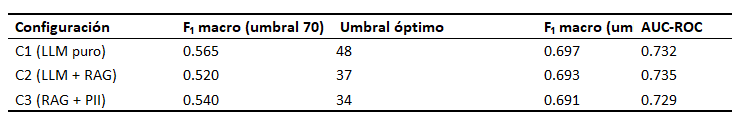 Configuración F₁ macro (umbral 70) Umbral óptimo F₁ macro (um AUC-ROC
C1 (LLM puro) 0.565 48 0.697 0.732
C2 (LLM + RAG) 0.520 37 0.693 0.735
C3 (RAG + PII) 0.540 34 0.691 0.729